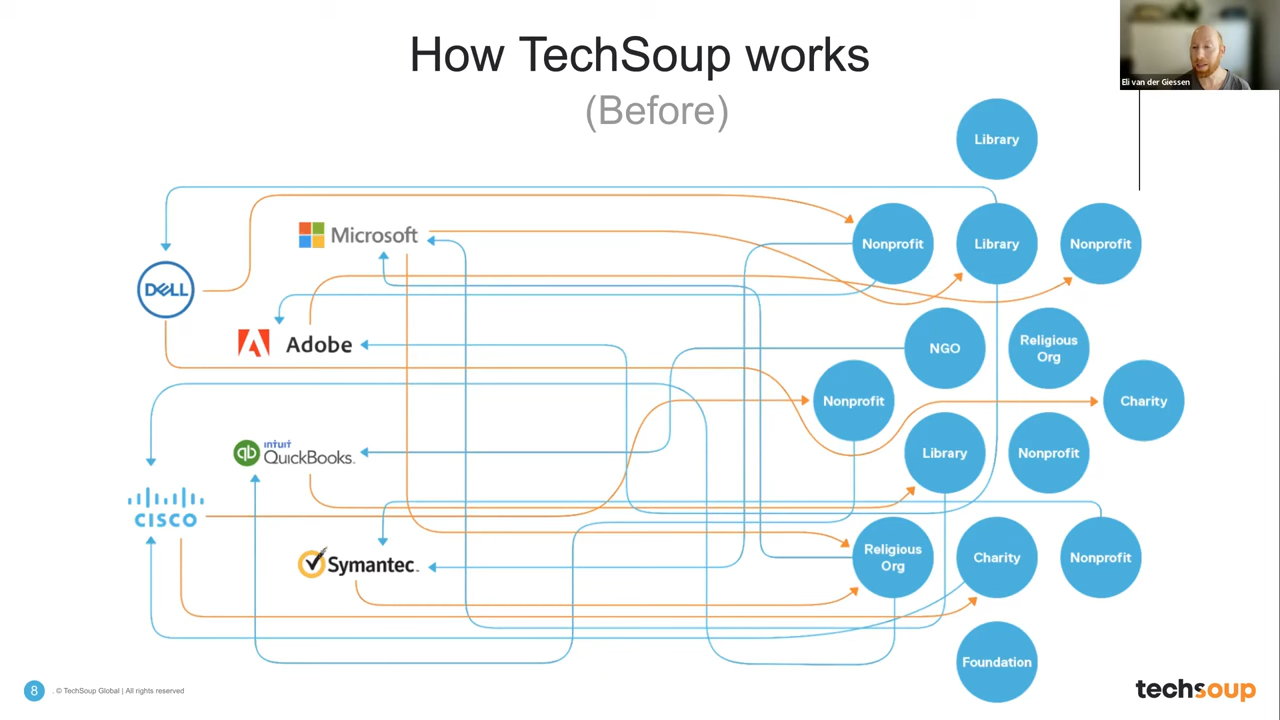 How TechSoup works
(Before)
Eli van der Giessen
Library
Microsoft
Nonprofit
Library
Nonprofit
DELL
Adobe
NGO
Religious
Org
Nonprofit
Charity
qb
intuit
QuickBooks.
Library
Nonprofit
CISCO
Symantec.
Religious
Org
Charity
Nonprofit
Foundation
8
. © TechSoup Global | All rights reserved
techsoup